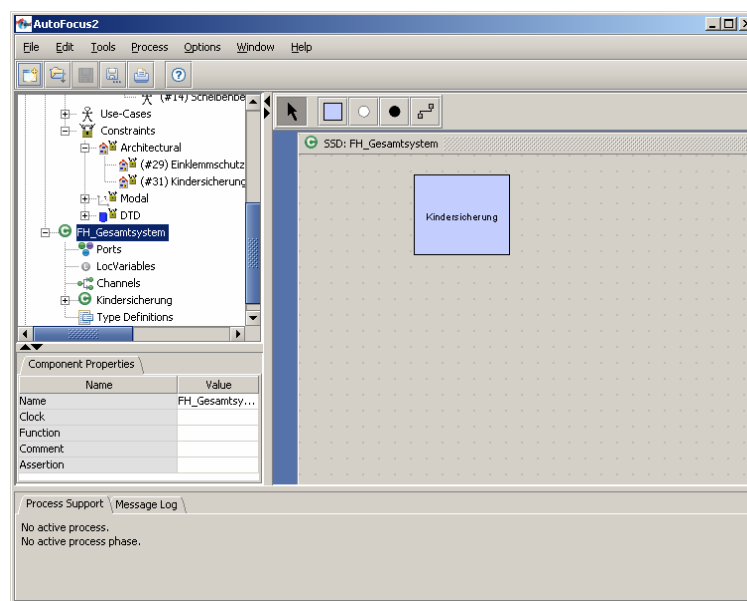 AutoFocus2
File Edit Tools Process Options Window Help
(#14) Scheibenbe
Use-Cases
Constraints
Architectural
(#29) Einklemmschutz
(#31) Kindersicherung
Modal
DTD
FH_Gesamtsystem
Ports
LocVariables
Channels
Kindersicherung
Type Definitions
SSD: FH_Gesamtsystem
Kindersicherung
Component Properties
Name Value
Name FH_Gesamtsy...
Clock
Function
Comment
Assertion
Process Support Message Log
No active process.
No active process phase.